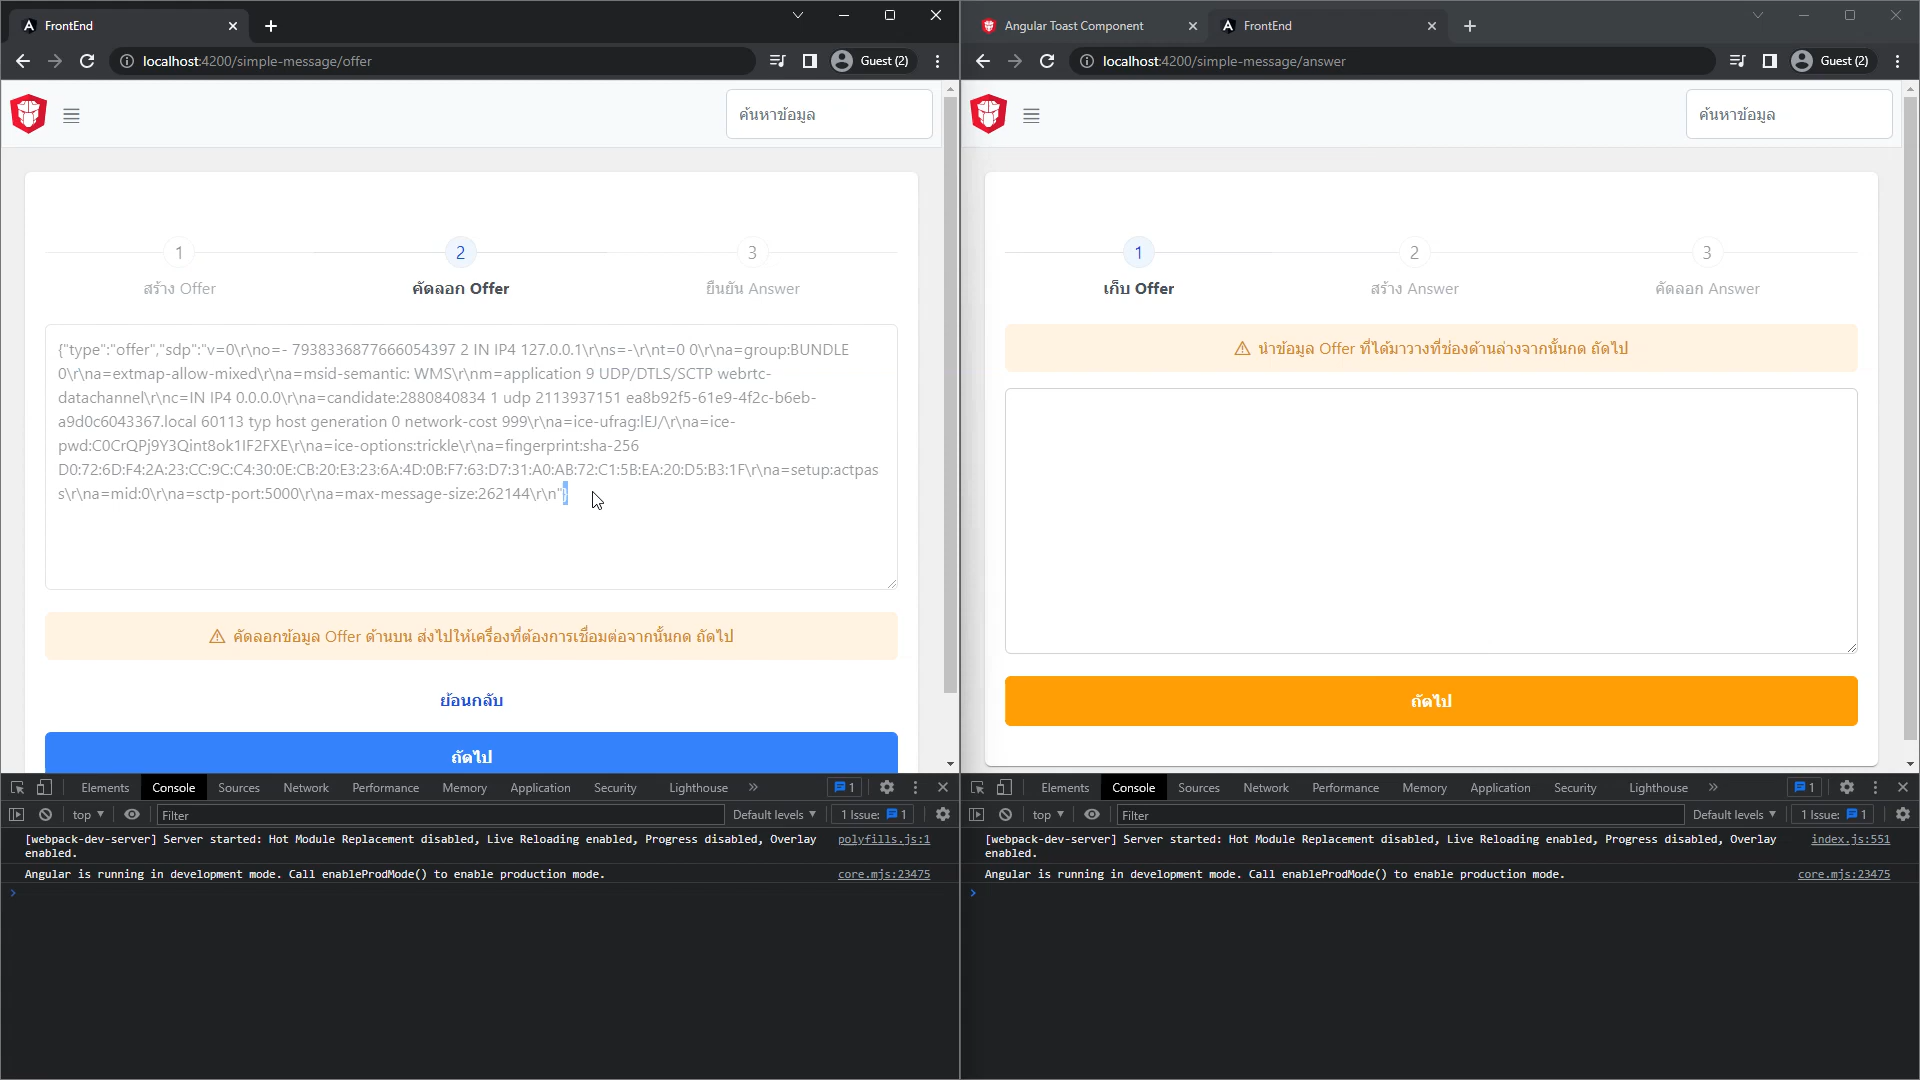 FrontEnd
localhost:4200/simple-message/offer
Guest (2)
ค้นหาข้อมูล
1
2
3
สร้าง Offer
คัดลอก Offer
ยืนยัน Answer
{"type":"offer","sdp":"v=0\r\no=- 7938336877666054397 2 IN IP4 127.0.0.1\r\ns=-\r\nt=0 0\r\na=group:BUNDLE
0\r\na=extmap-allow-mixed\r\na=msid-semantic: WMS\r\nm=application 9 UDP/DTLS/SCTP webrtc-
datachannel\r\nc=IN IP4 0.0.0.0\r\na=candidate:2880840834 1 udp 2113937151 ea8b92f5-61e9-4f2c-b6eb-
a9d0c6043367.local 60113 typ host generation 0 network-cost 999\r\na=ice-ufrag:lEJ/\r\na=ice-
pwd:C0CrQPj9Y3Qint8ok1IF2FXE\r\na=ice-options:trickle\r\na=fingerprint:sha-256
D0:72:6D:F4:2A:23:CC:9C:C4:30:0E:CB:20:E3:23:6A:4D:0B:F7:63:D7:31:A0:AB:72:C1:5B:EA:20:D5:B3:1F\r\na=setup:actpas
s\r\na=mid:0\r\na=sctp-port:5000\r\na=max-message-size:262144\r\n"}
คัดลอกข้อมูล Offer ด้านบน ส่งไปให้เครื่องที่ต้องการเชื่อมต่อจากนั้นกด ถัดไป
ย้อนกลับ
ถัดไป
Elements
Console
Sources
Network
Performance
Memory
Application
Security
Lighthouse
1
top
Filter
Default levels
1 Issue: 1
[webpack-dev-server] Server started: Hot Module Replacement disabled, Live Reloading enabled, Progress disabled, Overlay polyfills.js:1
enabled.
Angular is running in development mode. Call enableProdMode() to enable production mode. core.mjs:23475
Angular Toast Component
FrontEnd
localhost:4200/simple-message/answer
Guest (2)
ค้นหาข้อมูล
1
2
3
เก็บ Offer
สร้าง Answer
คัดลอก Answer
นำข้อมูล Offer ที่ได้มาวางที่ช่องด้านล่างจากนั้นกด ถัดไป
ถัดไป
Elements
Console
Sources
Network
Performance
Memory
Application
Security
Lighthouse
1
top
Filter
Default levels
1 Issue: 1
[webpack-dev-server] Server started: Hot Module Replacement disabled, Live Reloading enabled, Progress disabled, Overlay index.js:551
enabled.
Angular is running in development mode. Call enableProdMode() to enable production mode. core.mjs:23475